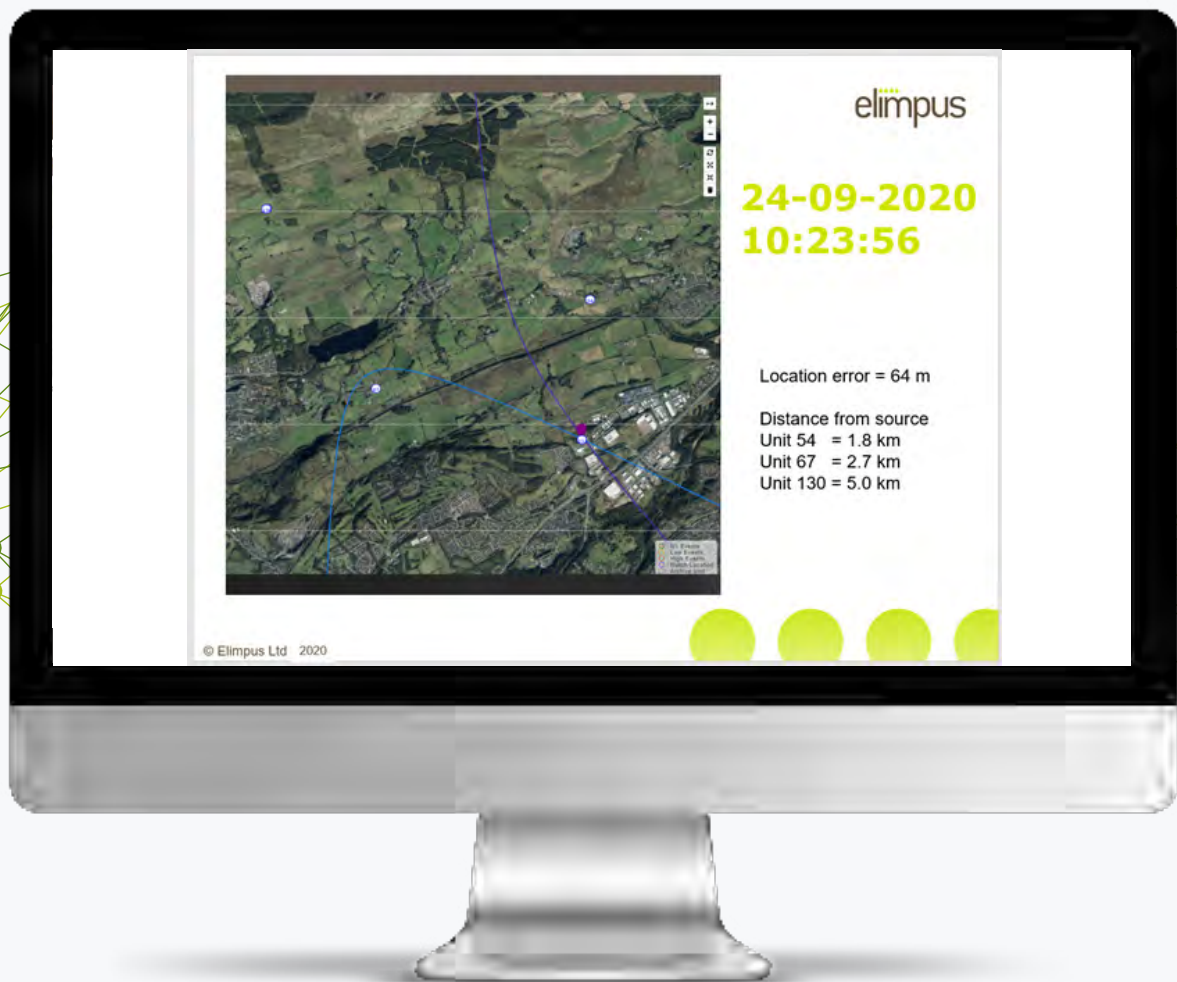 elimpus
24-09-2020
10:23:56
Location error = 64 m
Distance from source
Unit 54 = 1.8 km
Unit 67 = 2.7 km
Unit 130 = 5.0 km
© Elimpus Ltd 2020